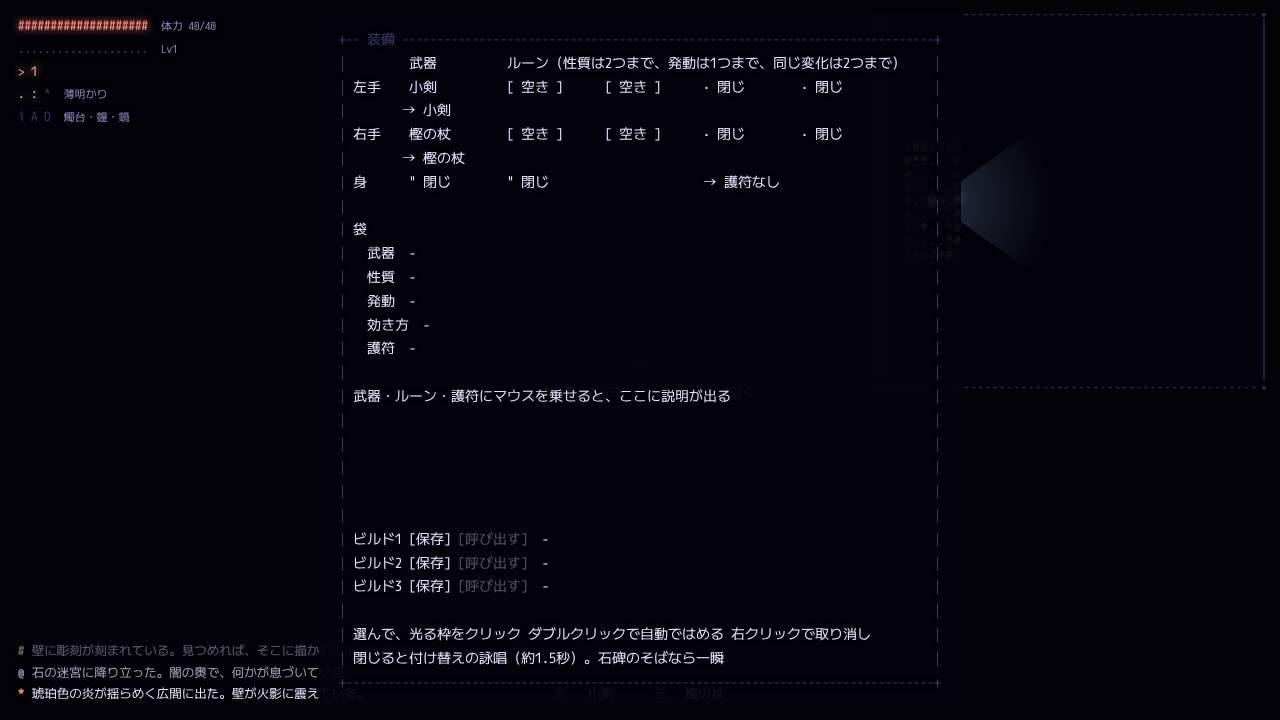 #################### 体力 40/40
.................... Lv1
> 1
. : * 薄明かり
i A O 燭台・鐘・鏡
装備
武器 ルーン（性質は2つまで、発動は1つまで、同じ変化は2つまで）
左手 小剣 [ 空き ] [ 空き ] · 閉じ · 閉じ
→ 小剣
右手 樫の杖 [ 空き ] [ 空き ] · 閉じ · 閉じ
→ 樫の杖
身 " 閉じ " 閉じ → 護符なし
袋
武器 -
性質 -
発動 -
効き方 -
護符 -
武器・ルーン・護符にマウスを乗せると、ここに説明が出る
ビルド1 [保存] [呼び出す] -
ビルド2 [保存] [呼び出す] -
ビルド3 [保存] [呼び出す] -
選んで、光る枠をクリック ダブルクリックで自動ではめる 右クリックで取り消し
閉じると付け替えの詠唱（約1.5秒）。石碑のそばなら一瞬
# 壁に彫刻が刻まれている。見つめれば、そこに描か
@ 石の迷宮に降り立った。闇の奥で、何かが息づいて
* 琥珀色の炎が揺らめく広間に出た。壁が火影に震えている。
左 - 小剣 右 - 樫の杖